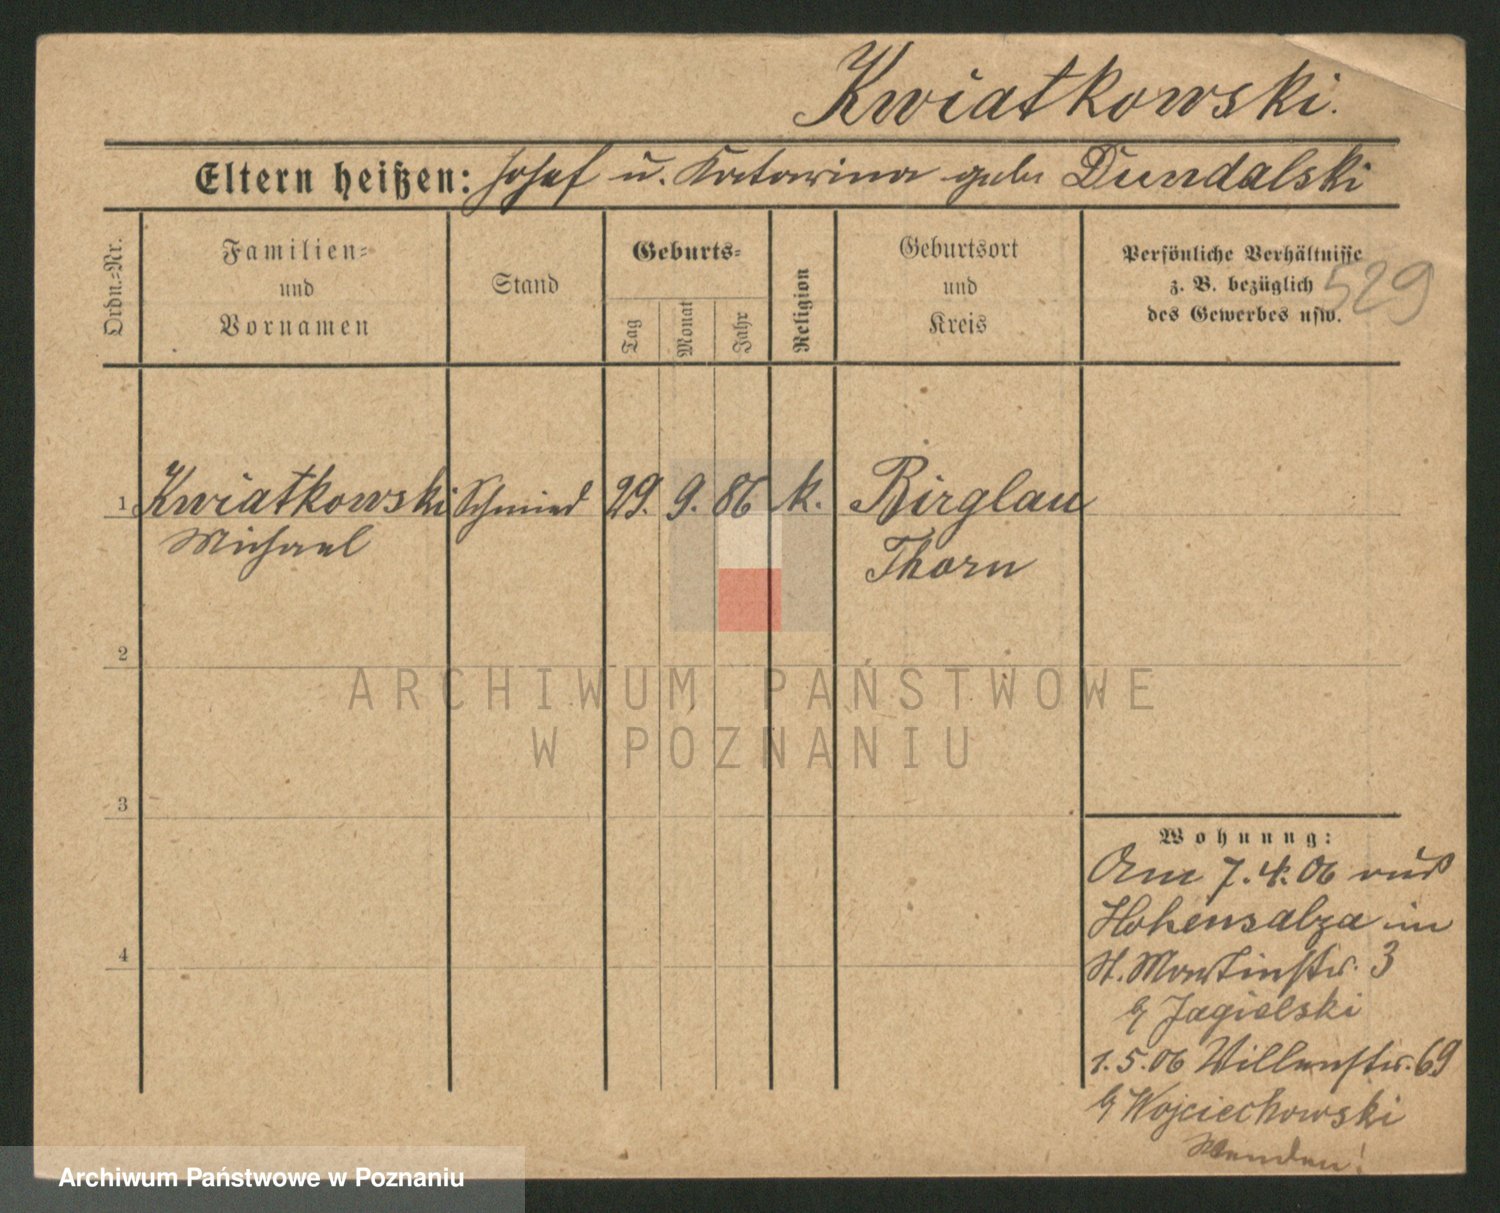 Kwiatkowski.
Eltern heißen: Josef u. Katarina geb. Dundalski
Ordn.-Nr.
Familien-
und
Vornamen
Stand
Geburts-
Tag
Monat
Jahr
Religion
Geburtsort
und
Kreis
Persönliche Verhältnisse
z. B. bezüglich
des Gewerbes usw.
529
1 Kwiatkowski Schmied 29. 9. 86 k. Birglau
Michael Thorn
2
3
4
ARCHIWUM PAŃSTWOWE
W POZNANIU
Wohnung:
Am 7.4.06 aus
Hohensalza in
St. Martinstr. 3
b/ Jagielski
1.5.06 69
b/ Wojciechowski
Wenden!
Archiwum Państwowe w Poznaniu